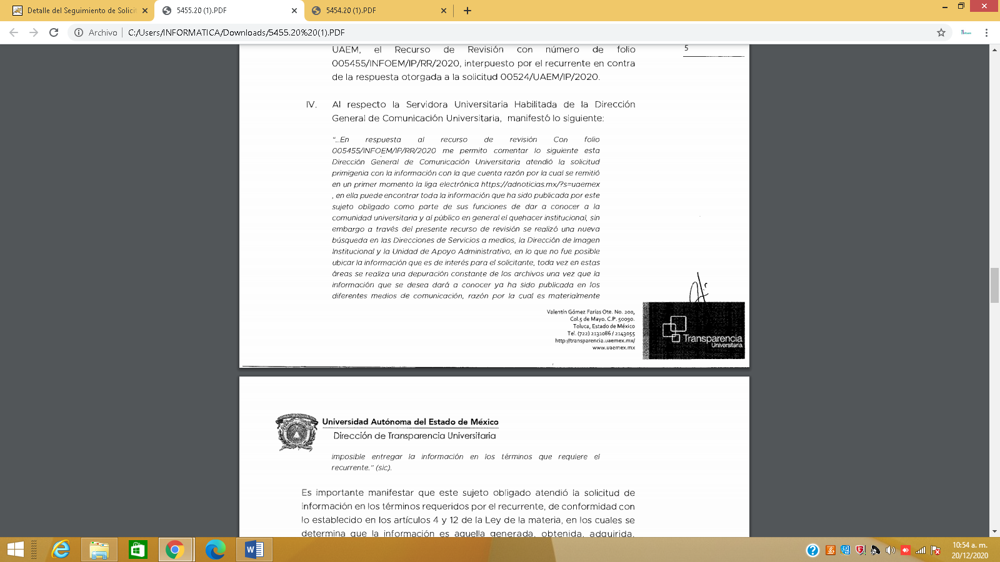 Detalle del Seguimiento de Solicit
5455.20 (1).PDF
5454.20 (1).PDF
Archivo
C:/Users/INFORMATICA/Downloads/5455.20%20(1).PDF
UAEM, el Recurso de Revisión con número de folio
005455/INFOEM/IP/RR/2020, interpuesto por el recurrente en contra
de la respuesta otorgada a la solicitud 00524/UAEM/IP/2020.
5
IV. Al respecto la Servidora Universitaria Habilitada de la Dirección
General de Comunicación Universitaria, manifestó lo siguiente:
“...En respuesta al recurso de revisión Con folio
005455/INFOEM/IP/RR/2020 me permito comentar lo siguiente esta
Dirección General de Comunicación Universitaria atendió la solicitud
primigenia con la información con la que cuenta razón por la cual se remitió
en un primer momento la liga electrónica https://adnoticias.mx/?s=uaemex
, en ella puede encontrar toda la información que ha sido publicada por este
sujeto obligado como parte de sus funciones de dar a conocer a la
comunidad universitaria y al público en general el quehacer institucional, sin
embargo a través del presente recurso de revisión se realizó una nueva
búsqueda en las Direcciones de Servicios a medios, la Dirección de Imagen
Institucional y la Unidad de Apoyo Administrativo, en lo que no fue posible
ubicar la información que es de interés para el solicitante, toda vez en estas
áreas se realiza una depuración constante de los archivos una vez que la
información que se desea dará a conocer ya ha sido publicada en los
diferentes medios de comunicación, razón por la cual es materialmente
Valentín Gómez Farías Ote. No. 200,
Col.5 de Mayo. C.P. 50090.
Toluca, Estado de México
Tel. (722) 2131086 / 2143055
http://transparencia.uaemex.mx/
www.uaemex.mx
Transparencia
Universitaria
Universidad Autónoma del Estado de México
Dirección de Transparencia Universitaria
imposible entregar la información en los términos que requiere el
recurrente.” (sic).
Es importante manifestar que este sujeto obligado atendió la solicitud de
información en los términos requeridos por el recurrente, de conformidad con
lo establecido en los artículos 4 y 12 de la Ley de la materia, en los cuales se
determina que la información es aquella generada, obtenida, adquirida,
10:54 a. m.
20/12/2020